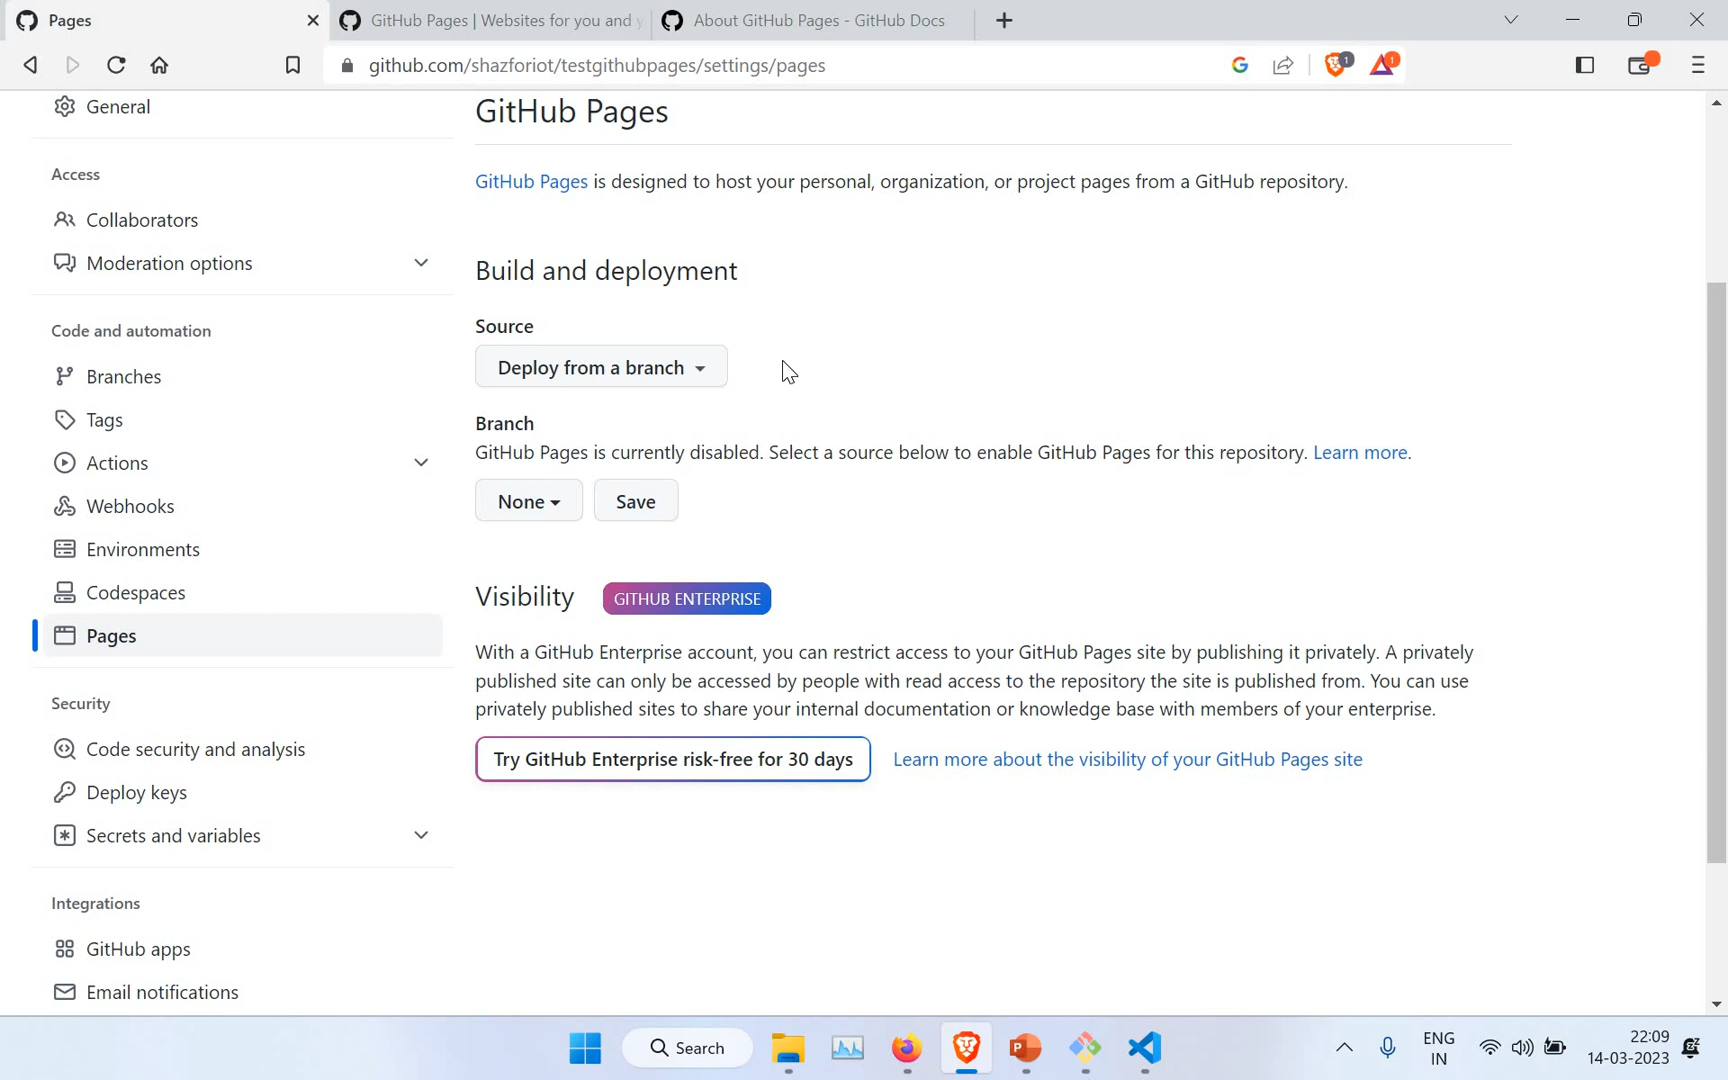 Pages
GitHub Pages | Websites for you and y
About GitHub Pages - GitHub Docs
github.com/shazforiot/testgithubpages/settings/pages
1
1
General
Access
Collaborators
Moderation options
Code and automation
Branches
Tags
Actions
Webhooks
Environments
Codespaces
Pages
Security
Code security and analysis
Deploy keys
Secrets and variables
Integrations
GitHub apps
Email notifications
GitHub Pages
GitHub Pages is designed to host your personal, organization, or project pages from a GitHub repository.
Build and deployment
Source
Deploy from a branch
Branch
GitHub Pages is currently disabled. Select a source below to enable GitHub Pages for this repository. Learn more.
None
Save
Visibility GITHUB ENTERPRISE
With a GitHub Enterprise account, you can restrict access to your GitHub Pages site by publishing it privately. A privately
published site can only be accessed by people with read access to the repository the site is published from. You can use
privately published sites to share your internal documentation or knowledge base with members of your enterprise.
Try GitHub Enterprise risk-free for 30 days
Learn more about the visibility of your GitHub Pages site
Search
ENG
IN
22:09
14-03-2023